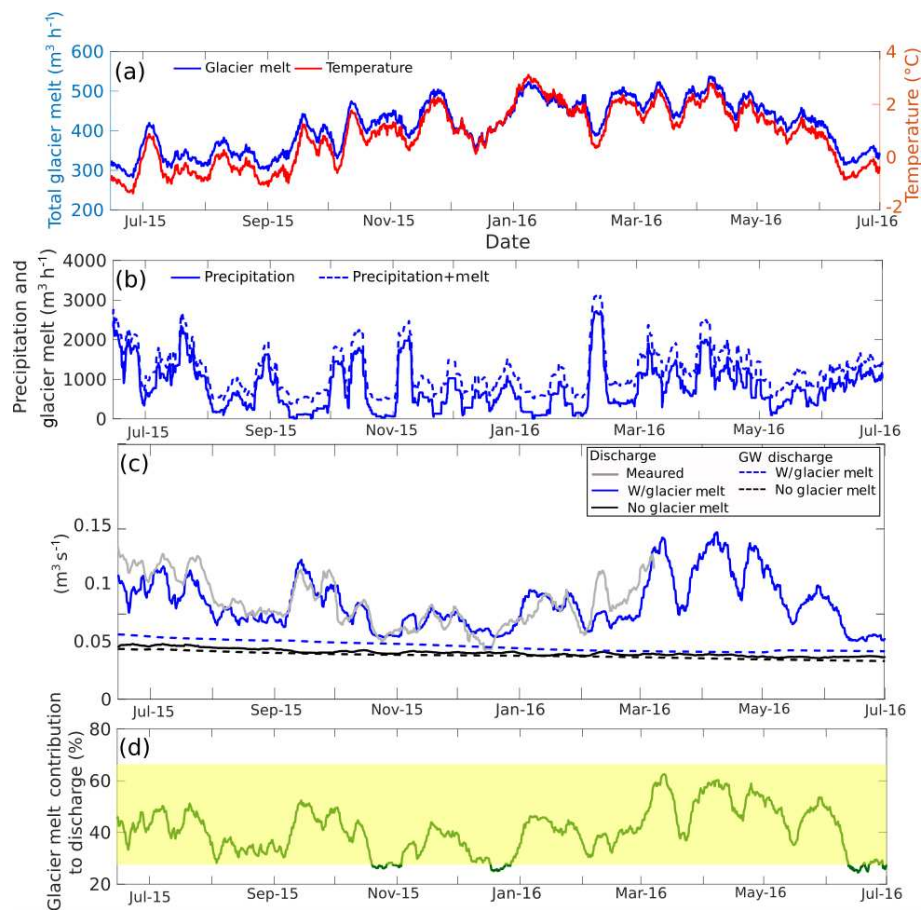 (a)
Glacier melt
Temperature
Total glacier melt (m³ h⁻¹)
600
500
400
300
200
Temperature (°C)
4
2
0
-2
Jul-15
Sep-15
Nov-15
Jan-16
Mar-16
May-16
Jul-16
Date
(b)
Precipitation
Precipitation+melt
Precipitation and
glacier melt (m³ h⁻¹)
4000
3000
2000
1000
0
Jul-15
Sep-15
Nov-15
Jan-16
Mar-16
May-16
Jul-16
(c)
Discharge
Meaured
W/glacier melt
No glacier melt
GW discharge
W/glacier melt
No glacier melt
(m³ s⁻¹)
0.15
0.1
0.05
0
Jul-15
Sep-15
Nov-15
Jan-16
Mar-16
May-16
Jul-16
(d)
Glacier melt contribution
to discharge (%)
80
60
40
20
Jul-15
Sep-15
Nov-15
Jan-16
Mar-16
May-16
Jul-16